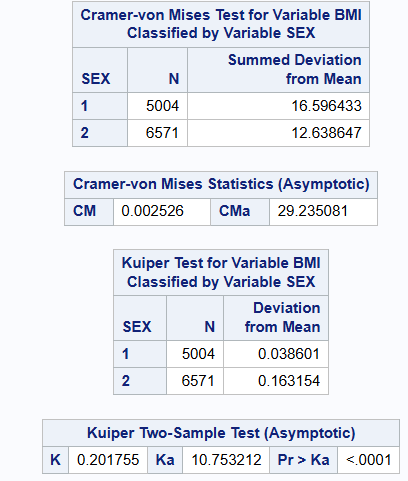 Cramer-von Mises Test for Variable BMI
Classified by Variable SEX
Summed Deviation
SEX N from Mean
1 5004 16.596433
2 6571 12.638647
Cramer-von Mises Statistics (Asymptotic)
CM 0.002526 CMa 29.235081
Kuiper Test for Variable BMI
Classified by Variable SEX
Deviation
SEX N from Mean
1 5004 0.038601
2 6571 0.163154
Kuiper Two-Sample Test (Asymptotic)
K 0.201755 Ka 10.753212 Pr > Ka <.0001